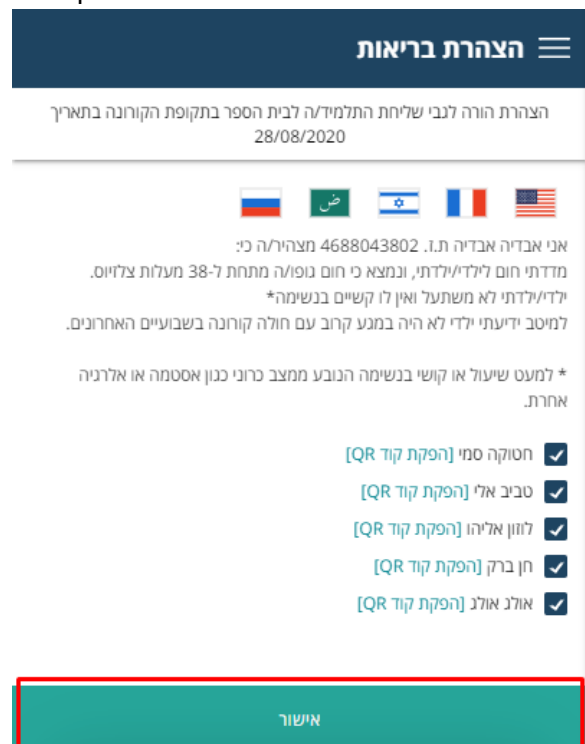 הצהרת בריאות
הצהרת הורה לגבי שליחת התלמיד/ה לבית הספר בתקופת הקורונה בתאריך
28/08/2020
ض
אני אבדיה אבדיה ת.ז. 4688043802 מצהיר/ה כי:
מדדתי חום לילדי/ילדתי, ונמצא כי חום גופו/ה מתחת ל-38 מעלות צלזיוס.
ילדי/ילדתי לא משתעל ואין לו קשיים בנשימה*
למיטב ידיעתי ילדי לא היה במגע קרוב עם חולה קורונה בשבועיים האחרונים.
* למעט שיעול או קושי בנשימה הנובע ממצב כרוני כגון אסטמה או אלרגיה
אחרת.
חטוקה סמי [הפקת קוד QR]
טביב אלי [הפקת קוד QR]
לוזון אליהו [הפקת קוד QR]
חן ברק [הפקת קוד QR]
אולג אולג [הפקת קוד QR]
אישור